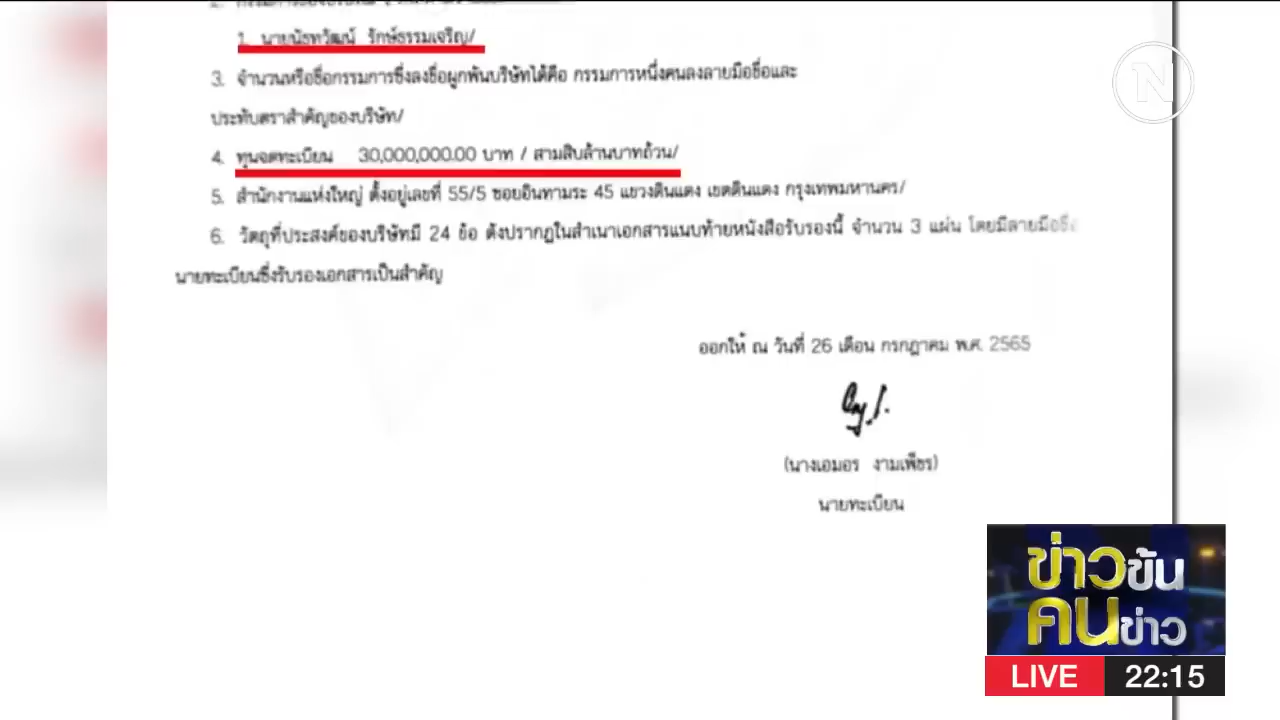 1. นายนัธทวัฒน์ รักษ์ธรรมเจริญ/
3. จำนวนหรือชื่อกรรมการซึ่งลงชื่อผูกพันบริษัทได้คือ กรรมการหนึ่งคนลงลายมือชื่อและ
ประทับตราสำคัญของบริษัท/
4. ทุนจดทะเบียน 30,000,000.00 บาท / สามสิบล้านบาทถ้วน/
5. สำนักงานแห่งใหญ่ ตั้งอยู่เลขที่ 55/5 ซอยอินทามระ 45 แขวงดินแดง เขตดินแดง กรุงเทพมหานคร/
6. วัตถุที่ประสงค์ของบริษัทมี 24 ข้อ ดังปรากฏในสำเนาเอกสารแนบท้ายหนังสือรับรองนี้ จำนวน 3 แผ่น โดยมีลายมือชื่อ
นายทะเบียนซึ่งรับรองเอกสารเป็นสำคัญ
ออกให้ ณ วันที่ 26 เดือน กรกฎาคม พ.ศ. 2565
(นางเอมอร งามเพ็ชร)
นายทะเบียน
N
ข่าวข้น
คนข่าว
LIVE 22:15